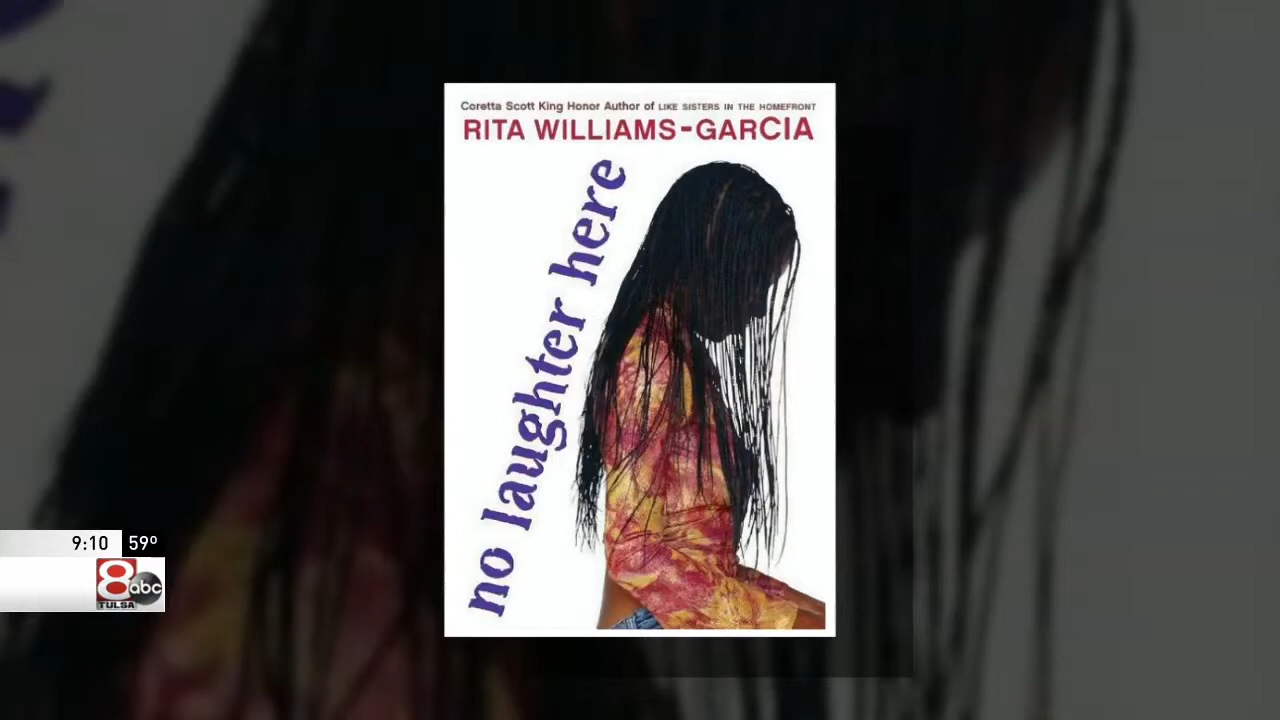 Coretta Scott King Honor Author of LIKE SISTERS IN THE HOMEFRONT
RITA WILLIAMS-GARCIA
no laughter here
9:10 59º
8 abc
TULSA